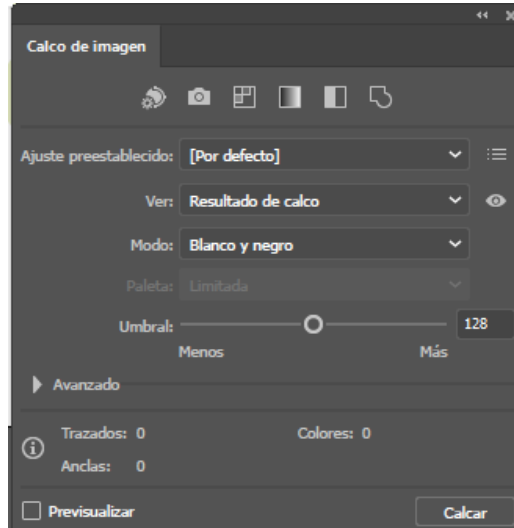 Calco de imagen
Ajuste preestablecido: [Por defecto]
Ver: Resultado de calco
Modo: Blanco y negro
Paleta: Limitada
Umbral: 128
Menos Más
Avanzado
Trazados: 0 Colores: 0
Anclas: 0
Previsualizar Calcar